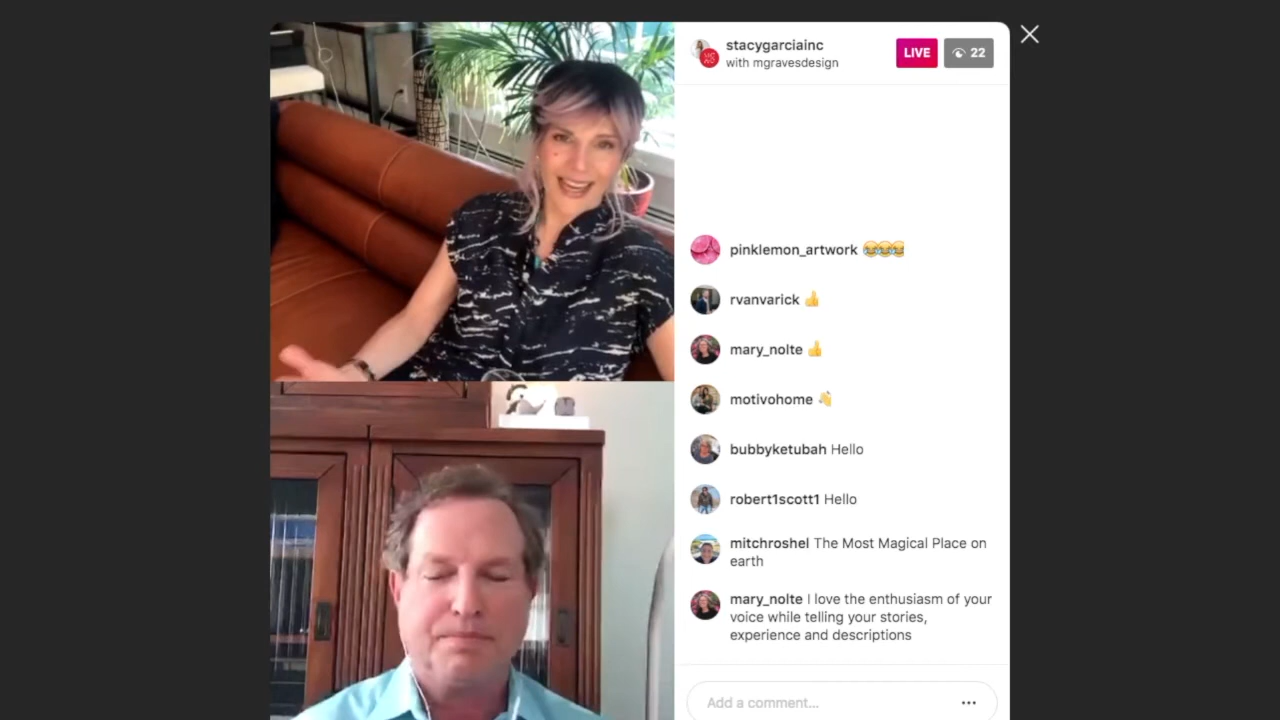 stacygarciainc
with mgravesdesign
LIVE
22
pinklemon_artwork 😂😂😂
rvanvarick 👍
mary_nolte 👍
motivohome 👋
bubbyketubah Hello
robert1scott1 Hello
mitchroshel The Most Magical Place on
earth
mary_nolte I love the enthusiasm of your
voice while telling your stories,
experience and descriptions
Add a comment...